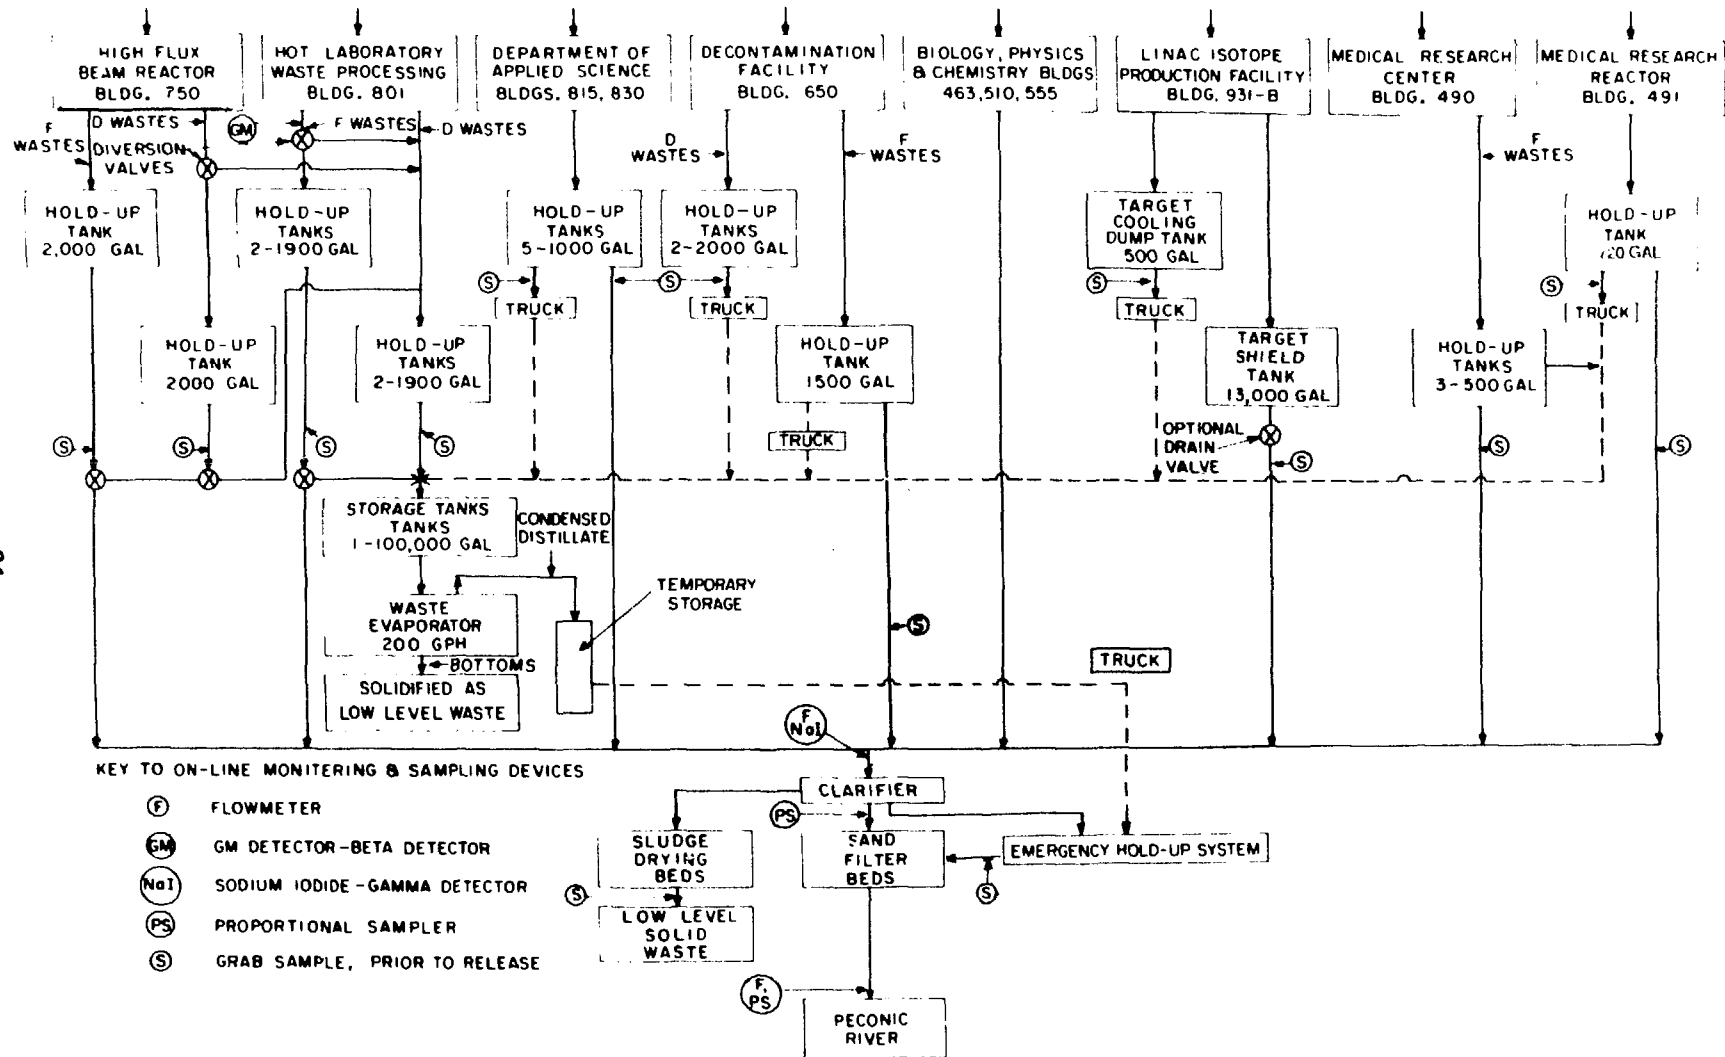 HIGH FLUX
BEAM REACTOR
BLDG. 750
HOT LABORATORY
WASTE PROCESSING
BLDG. 801
DEPARTMENT OF
APPLIED SCIENCE
BLDGS. 815, 830
DECONTAMINATION
FACILITY
BLDG. 650
BIOLOGY, PHYSICS
& CHEMISTRY BLDGS
463,510, 555
LINAC ISOTOPE
PRODUCTION FACILITY
BLDG. 931-B
MEDICAL RESEARCH
CENTER
BLDG. 490
MEDICAL RESEARCH
REACTOR
BLDG. 491
F
WASTES
D WASTES
DIVERSION
VALVES
GM
F WASTES
D WASTES
D
WASTES
F
WASTES
F
WASTES
HOLD-UP
TANK
2,000 GAL
HOLD-UP
TANKS
2-1900 GAL
HOLD-UP
TANKS
5-1000 GAL
HOLD-UP
TANKS
2-2000 GAL
TARGET
COOLING
DUMP TANK
500 GAL
HOLD-UP
TANK
GAL
S
TRUCK
S
TRUCK
S
TRUCK
S
TRUCK
HOLD-UP
TANK
2000 GAL
HOLD-UP
TANKS
2-1900 GAL
HOLD-UP
TANK
1500 GAL
TARGET
SHIELD
TANK
13,000 GAL
HOLD-UP
TANKS
3-500 GAL
S
S
S
S
TRUCK
OPTIONAL
DRAIN
VALVE
S
S
S
STORAGE TANKS
TANKS
1-100,000 GAL
CONDENSED
DISTILLATE
WASTE
EVAPORATOR
200 GPH
TEMPORARY
STORAGE
S
BOTTOMS
SOLIDIFIED AS
LOW LEVEL WASTE
TRUCK
F
NaI
KEY TO ON-LINE MONITERING & SAMPLING DEVICES
F FLOWMETER
GM GM DETECTOR-BETA DETECTOR
NaI SODIUM IODIDE-GAMMA DETECTOR
PS PROPORTIONAL SAMPLER
S GRAB SAMPLE, PRIOR TO RELEASE
CLARIFIER
PS
SLUDGE
DRYING
BEDS
SAND
FILTER
BEDS
EMERGENCY HOLD-UP SYSTEM
S
S
LOW LEVEL
SOLID
WASTE
F,
PS
PECONIC
RIVER